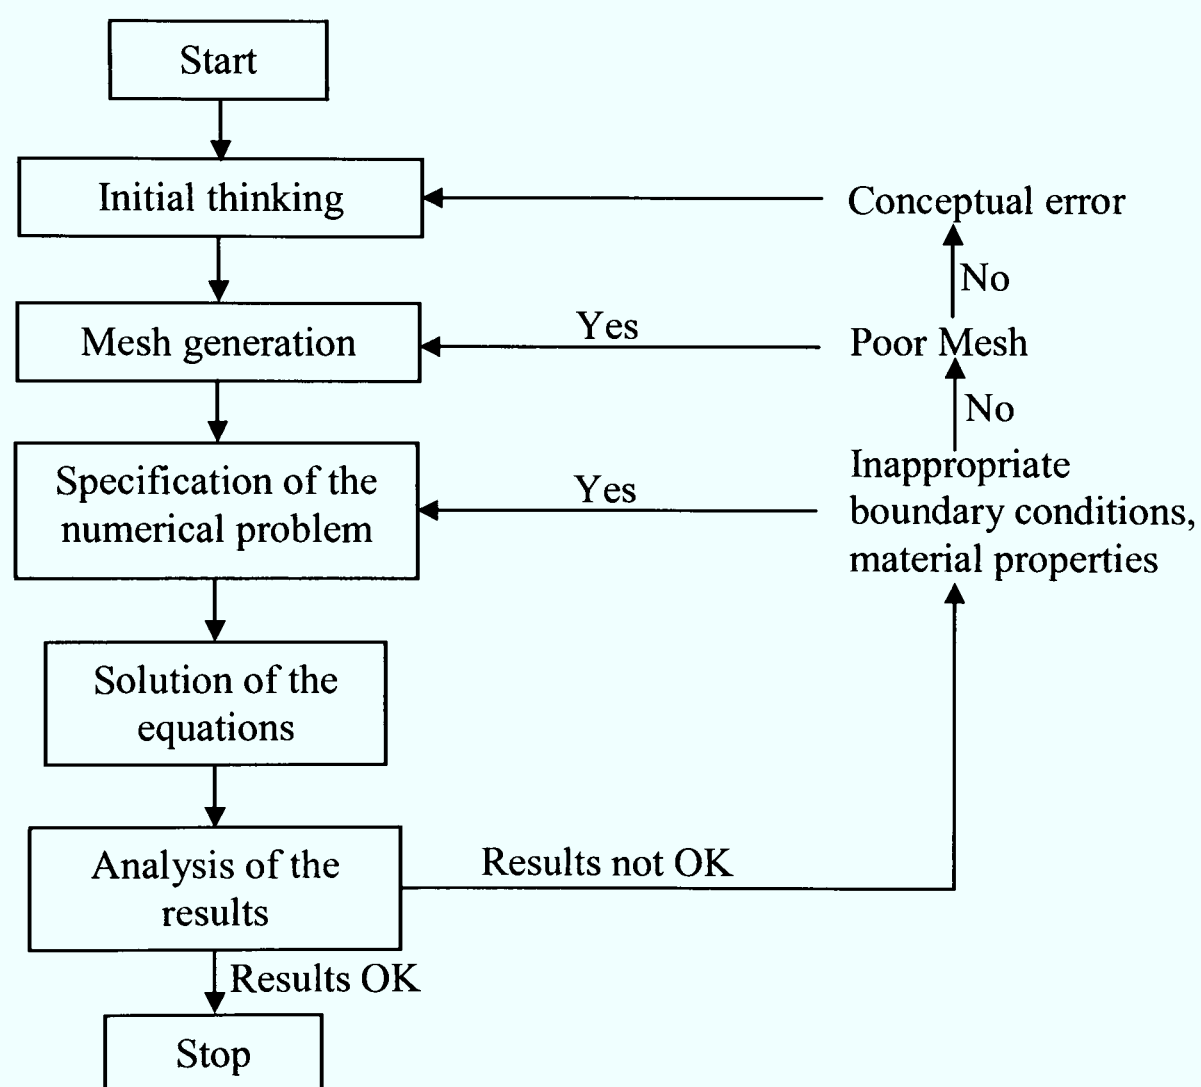 Start
Initial thinking
Conceptual error
No
Mesh generation
Yes
Poor Mesh
No
Specification of the
numerical problem
Yes
Inappropriate
boundary conditions,
material properties
Solution of the
equations
Analysis of the
results
Results not OK
Results OK
Stop